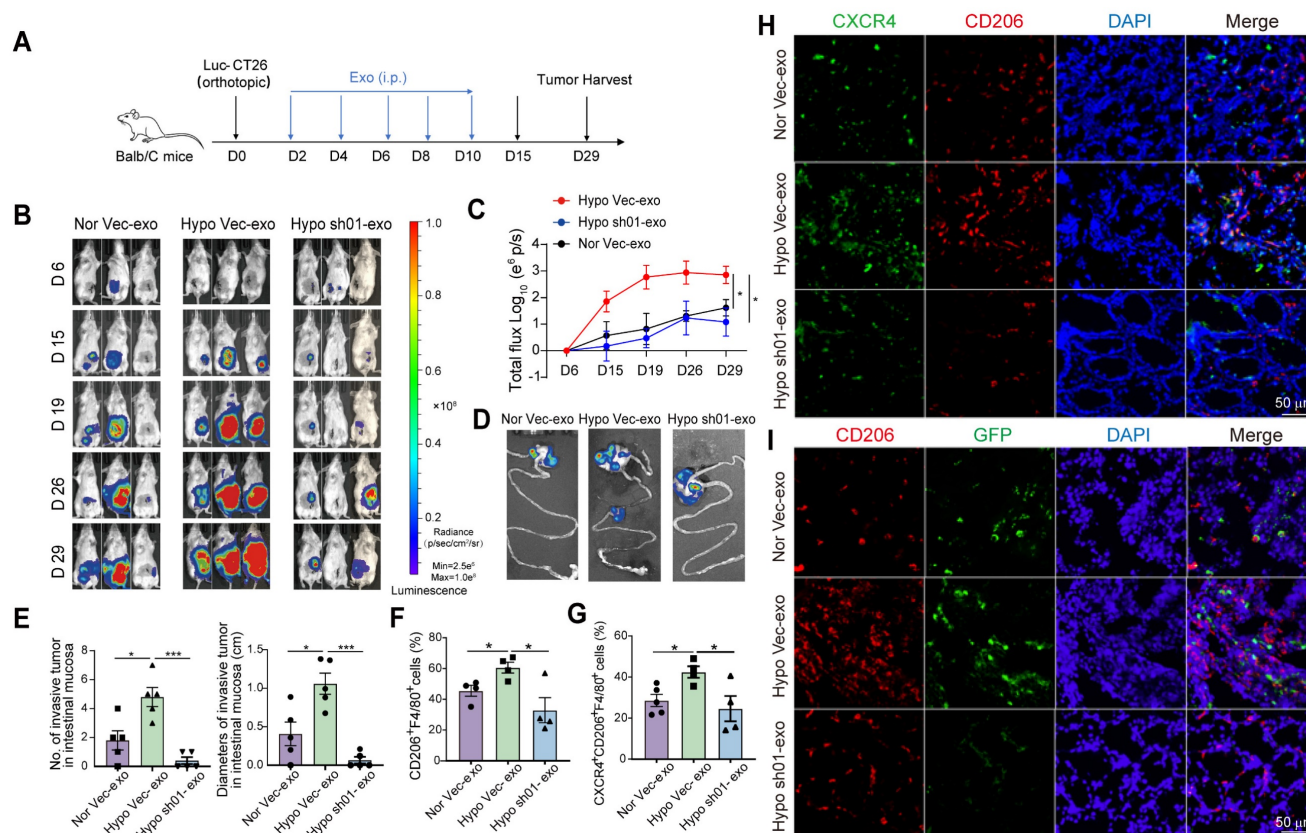 A
Luc- CT26
(orthotopic)
Exo (i.p.)
Tumor Harvest
Balb/C mice
D0
D2
D4
D6
D8
D10
D15
D29
B
Nor Vec-exo
Hypo Vec-exo
Hypo sh01-exo
D 6
D 15
D 19
D 26
D 29
1.0
0.8
0.6
×10⁸
0.4
0.2
Radiance
(p/sec/cm²/sr)
Min=2.5e⁶
Max=1.0e⁸
Luminescence
C
Hypo Vec-exo
Hypo sh01-exo
Nor Vec-exo
Total flux Log₁₀ (e⁶ p/s)
4
3
2
1
0
-1
D6
D15
D19
D26
D29
*
*
D
Nor Vec-exo
Hypo Vec-exo
Hypo sh01-exo
E
No. of invasive tumor
in intestinal mucosa
8
6
4
2
0
*
***
Nor Vec-exo
Hypo Vec-exo
Hypo sh01-exo
Diameters of invasive tumor
in intestinal mucosa (cm)
1.5
1.0
0.5
0.0
*
***
Nor Vec-exo
Hypo Vec- exo
Hypo sh01-exo
F
CD206⁺F4/80⁺cells (%)
80
60
40
20
0
*
*
Nor Vec-exo
Hypo Vec-exo
Hypo sh01-exo
G
CXCR4⁺CD206⁺F4/80⁺ cells (%)
60
40
20
0
*
*
Nor Vec-exo
Hypo Vec-exo
Hypo sh01- exo
H
CXCR4
CD206
DAPI
Merge
Nor Vec-exo
Hypo Vec-exo
Hypo sh01-exo
50 μm
I
CD206
GFP
DAPI
Merge
Nor Vec-exo
Hypo Vec-exo
Hypo sh01-exo
50 μm